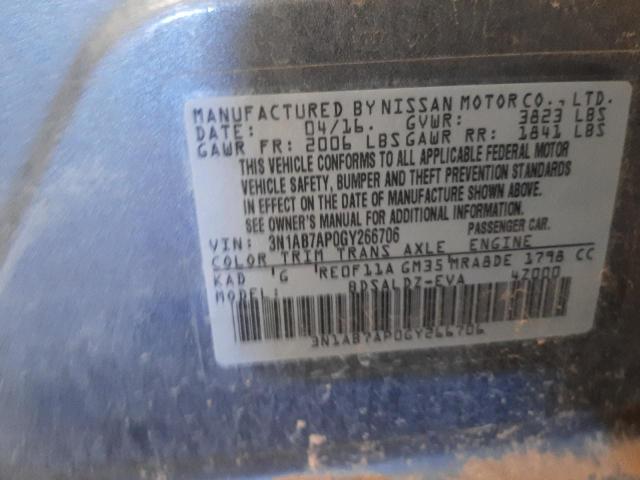 MANUFACTURED BY NISSAN MOTOR CO., LTD.
DATE: 04/16. GVWR: 3823 LBS
GAWR FR: 2006 LBS GAWR RR: 1841 LBS
THIS VEHICLE CONFORMS TO ALL APPLICABLE FEDERAL MOTOR
VEHICLE SAFETY, BUMPER AND THEFT PREVENTION STANDARDS
IN EFFECT ON THE DATE OF MANUFACTURE SHOWN ABOVE.
SEE OWNER'S MANUAL FOR ADDITIONAL INFORMATION
VIN: 3N1AB7AP0GY266706 PASSENGER CAR.
COLOR TRIM TRANS AXLE ENGINE
KAD G RE0F11A GM35 MRA8DE 1798 CC
MODEL: BDSALDZ-EVA 4Z000
3N1AB7AP0GY266706